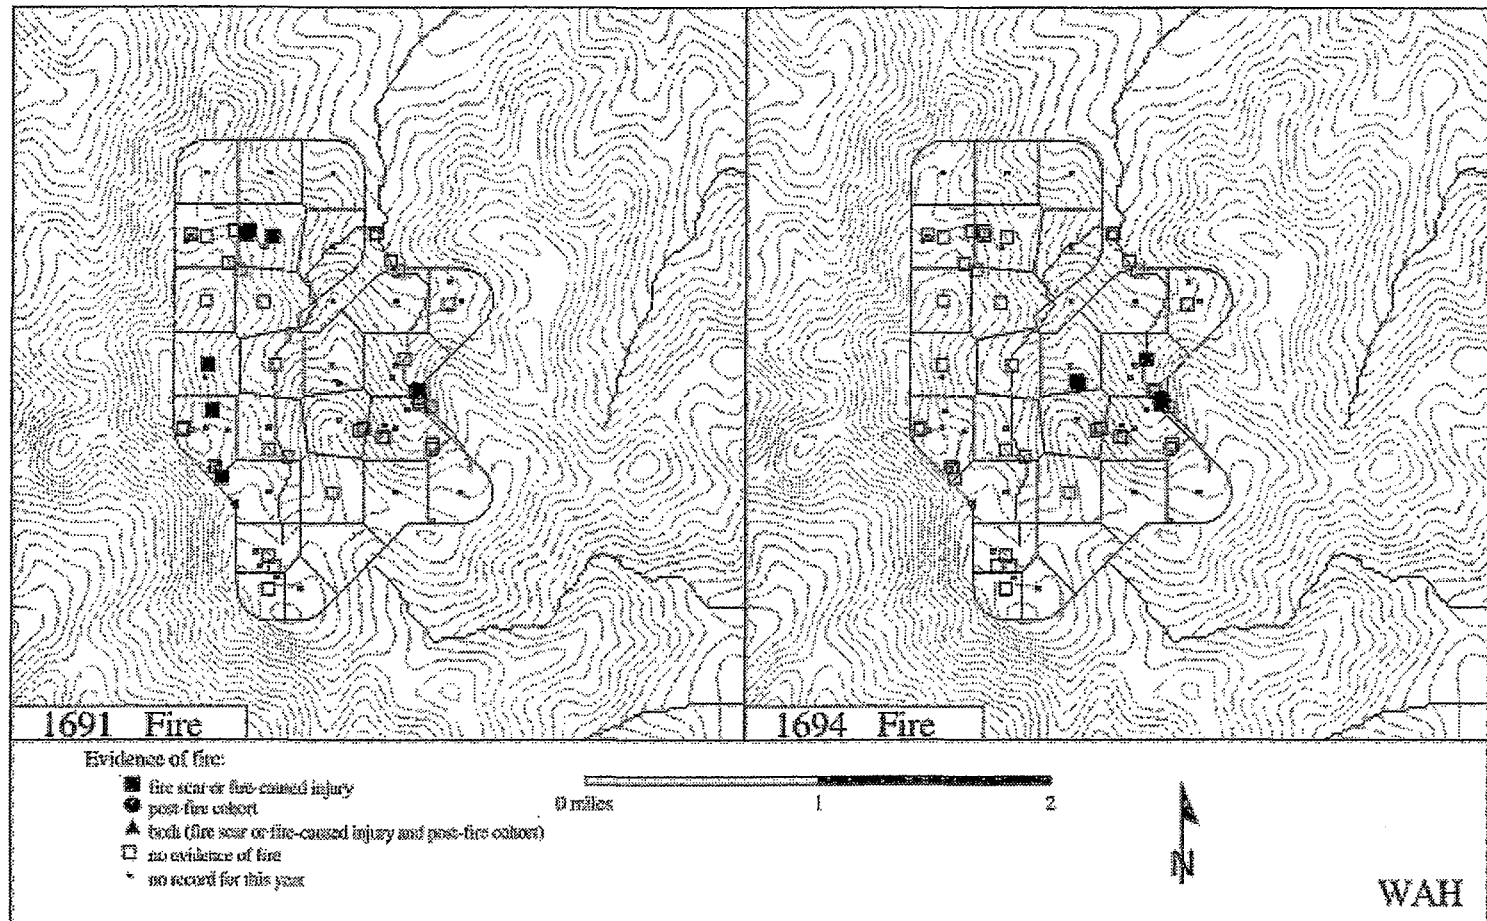 1691 Fire
1694 Fire
Evidence of fire:
fire scar or fire-caused injury
post-fire cohort
both (fire scar or fire-caused injury and post-fire cohort)
no evidence of fire
no record for this year
0 miles 1 2
N
WAH